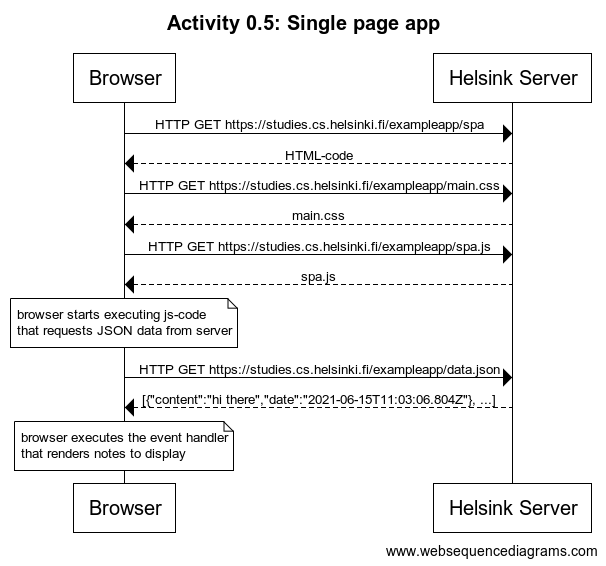 Activity 0.5: Single page app
Browser
Helsink Server
HTTP GET https://studies.cs.helsinki.fi/exampleapp/spa
HTML-code
HTTP GET https://studies.cs.helsinki.fi/exampleapp/main.css
main.css
HTTP GET https://studies.cs.helsinki.fi/exampleapp/spa.js
spa.js
browser starts executing js-code
that requests JSON data from server
HTTP GET https://studies.cs.helsinki.fi/exampleapp/data.json
[{"content":"hi there","date":"2021-06-15T11:03:06.804Z"}, ...]
browser executes the event handler
that renders notes to display
Browser
Helsink Server
www.websequencediagrams.com